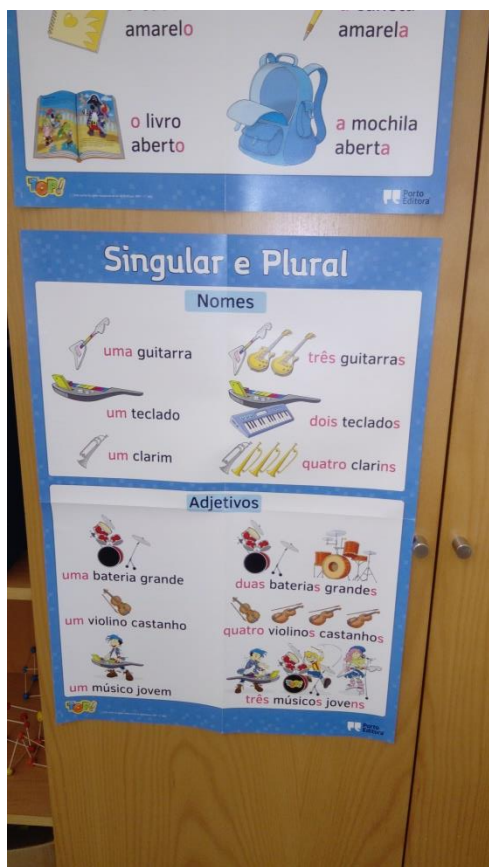 amarelo
amarela
o livro
aberto
a mochila
aberta
TOP!
Porto
Editora
Singular e Plural
Nomes
uma guitarra
três guitarras
um teclado
dois teclados
um clarim
quatro clarins
Adjetivos
uma bateria grande
duas baterias grandes
um violino castanho
quatro violinos castanhos
um músico jovem
três músicos jovens
TOP!
Porto
Editora